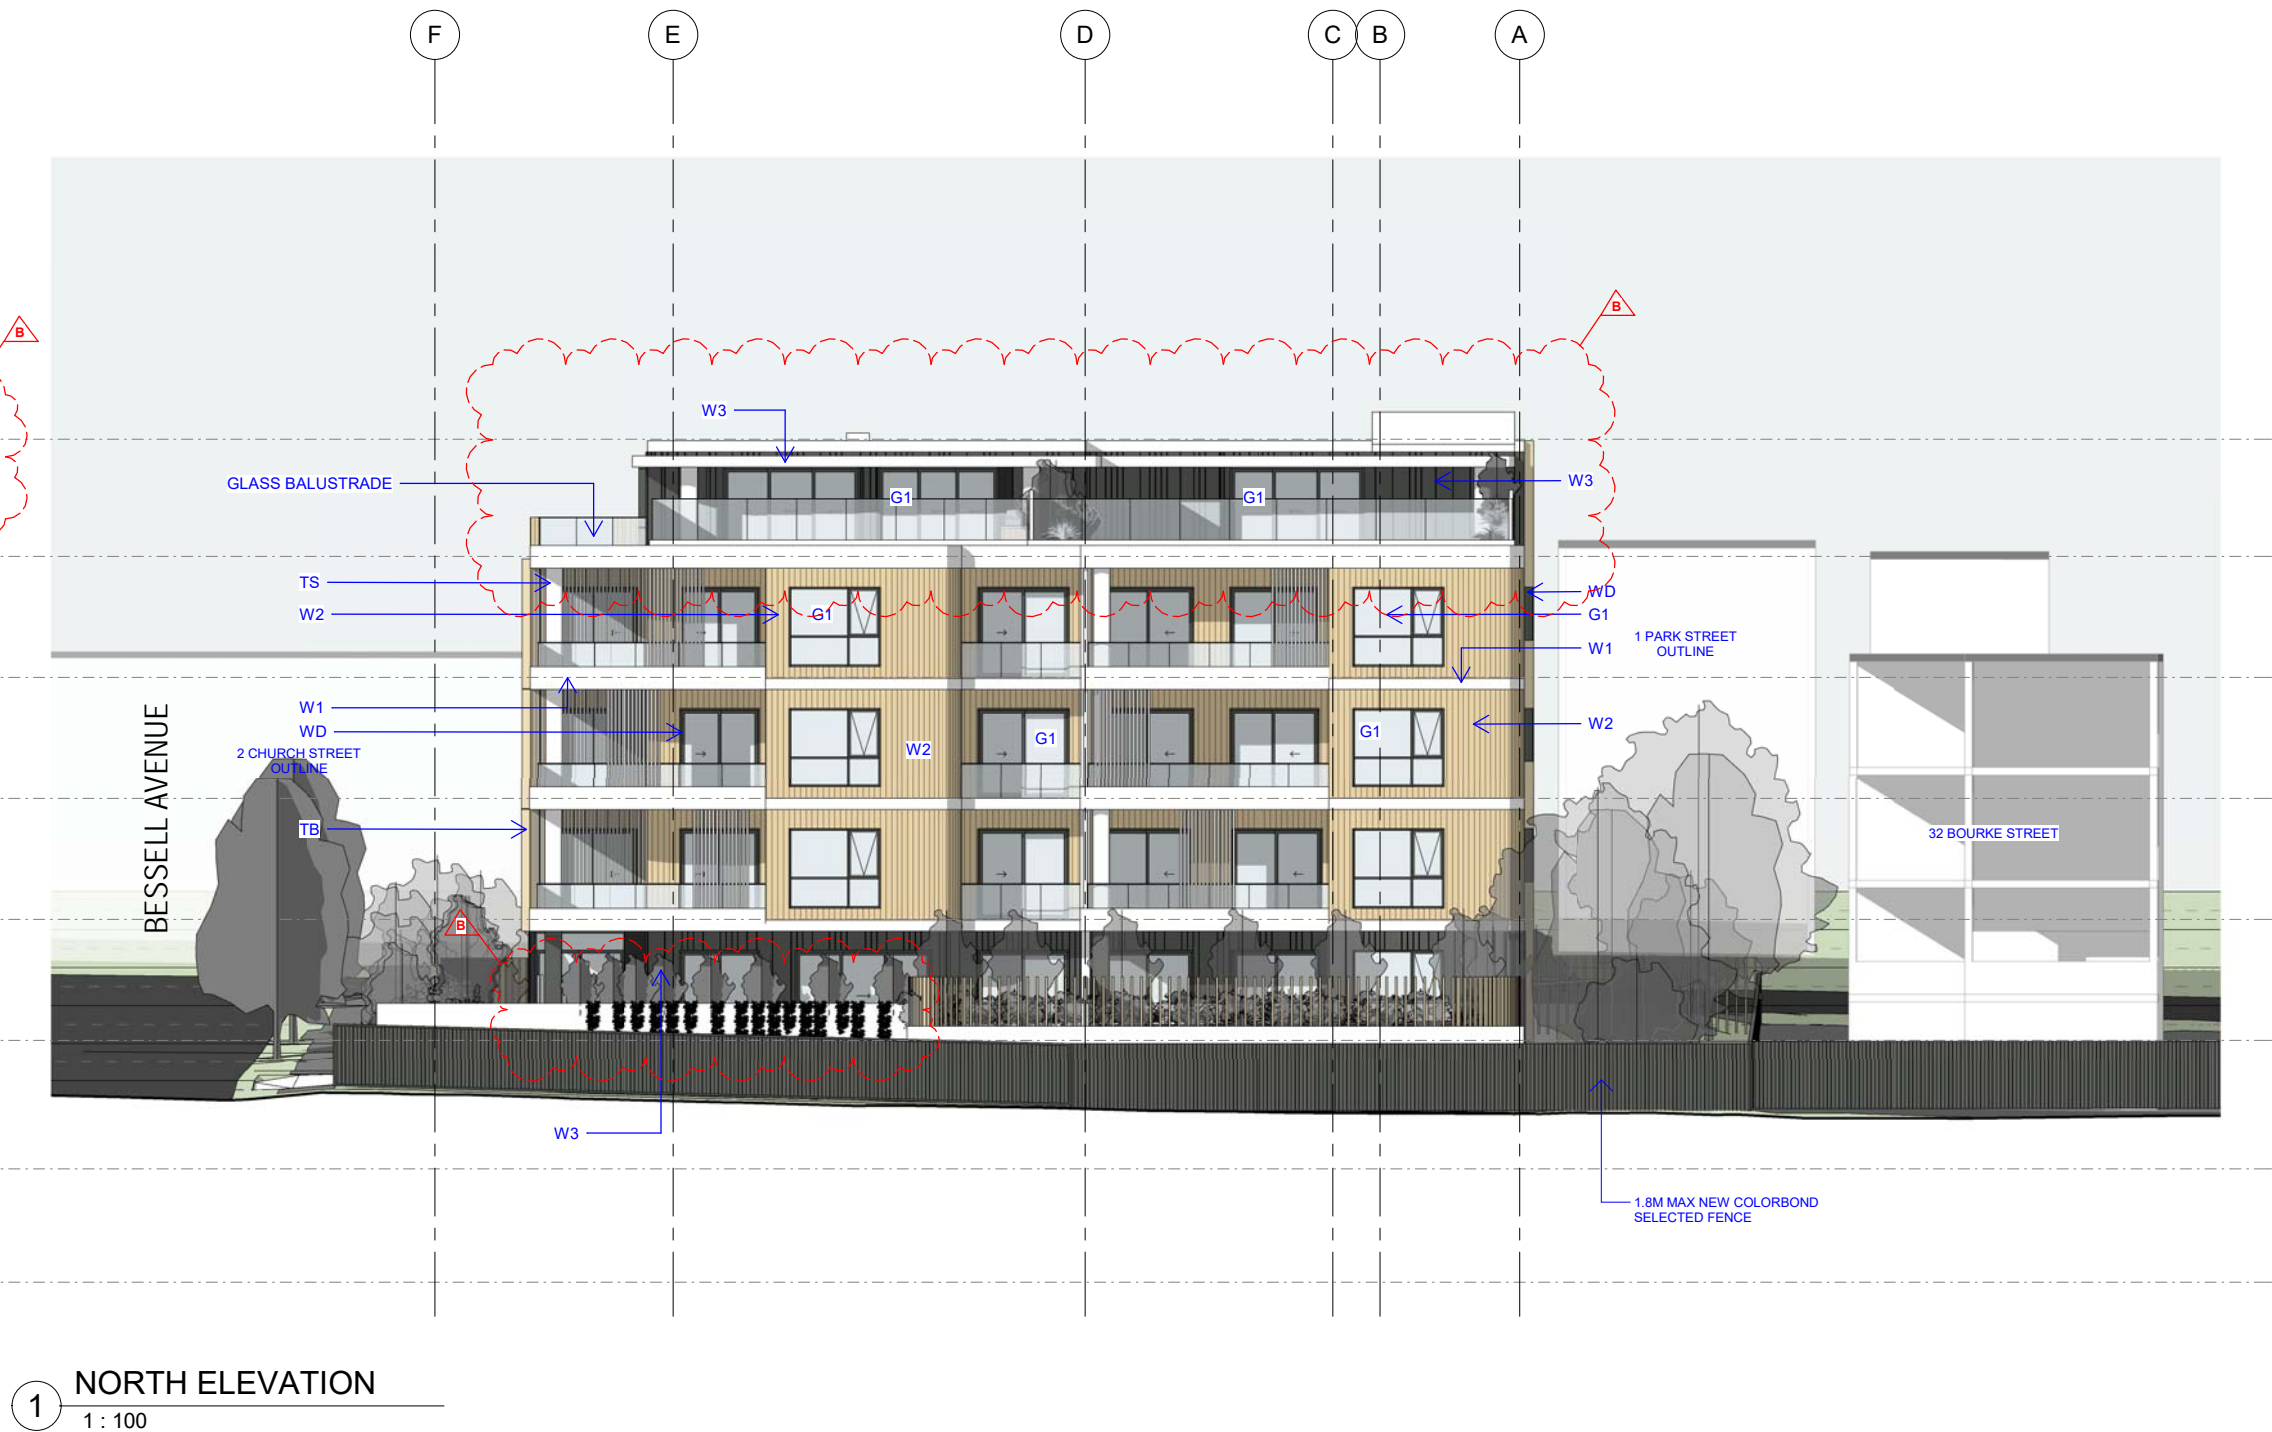 F
E
D
C
B
A
B
B
W3
GLASS BALUSTRADE
G1
G1
W3
TS
W2
G1
WD
G1
W1
1 PARK STREET
OUTLINE
W1
WD
2 CHURCH STREET
OUTLINE
BESSELL AVENUE
W2
G1
G1
W2
TB
32 BOURKE STREET
B
W3
1.8M MAX NEW COLORBOND
SELECTED FENCE
1
NORTH ELEVATION
1 : 100